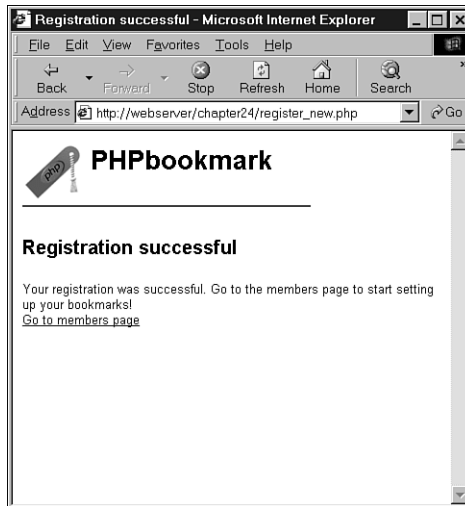 Registration successful - Microsoft Internet Explorer
File Edit View Favorites Tools Help
Back Forward Stop Refresh Home Search »
Address http://webserver/chapter24/register_new.php Go
php PHPbookmark
Registration successful
Your registration was successful. Go to the members page to start setting
up your bookmarks!
Go to members page